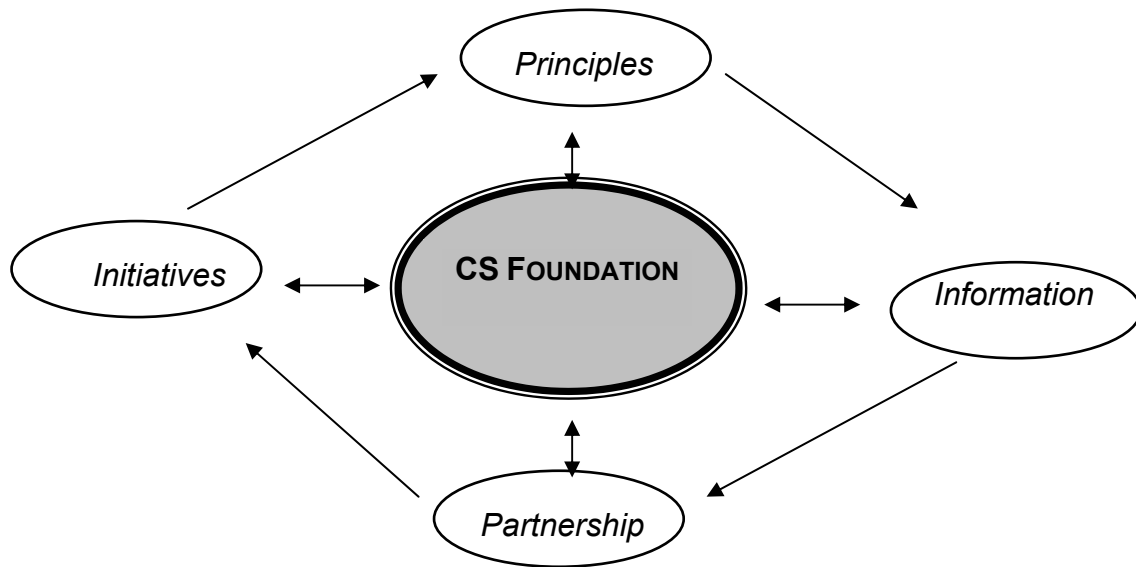 Principles
CS FOUNDATION
Initiatives
Information
Partnership